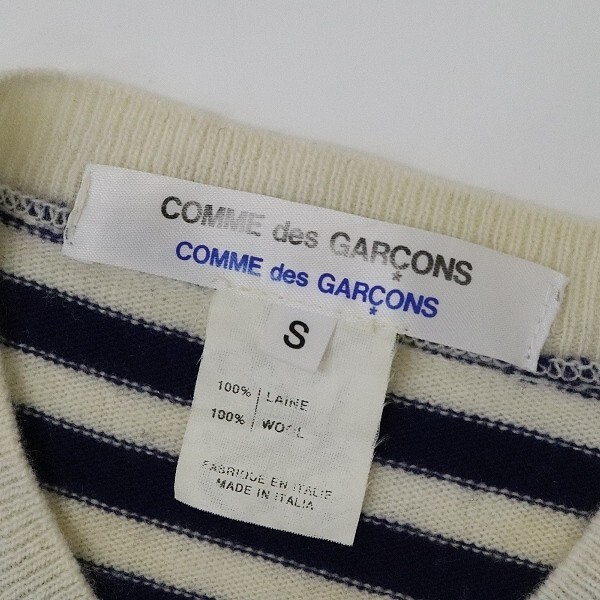 COMME des GARÇONS
COMME des GARÇONS
S
100% LAINE
100% WOOL
FABRIQUE EN ITALIE
MADE IN ITALIA